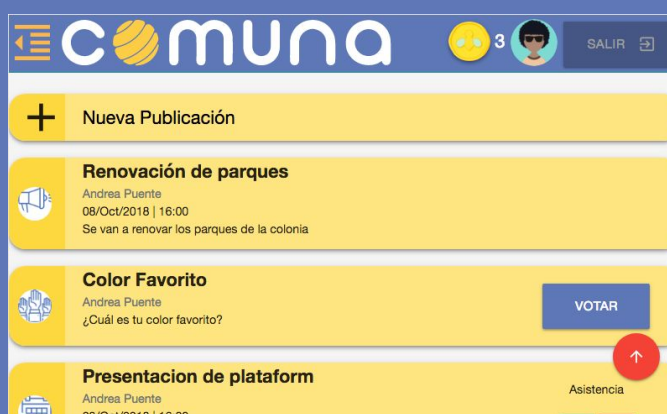 comuna
3
SALIR
Nueva Publicación
Renovación de parques
Andrea Puente
08/Oct/2018 | 16:00
Se van a renovar los parques de la colonia
Color Favorito
Andrea Puente
¿Cuál es tu color favorito?
VOTAR
Presentacion de plataform
Andrea Puente
Asistencia